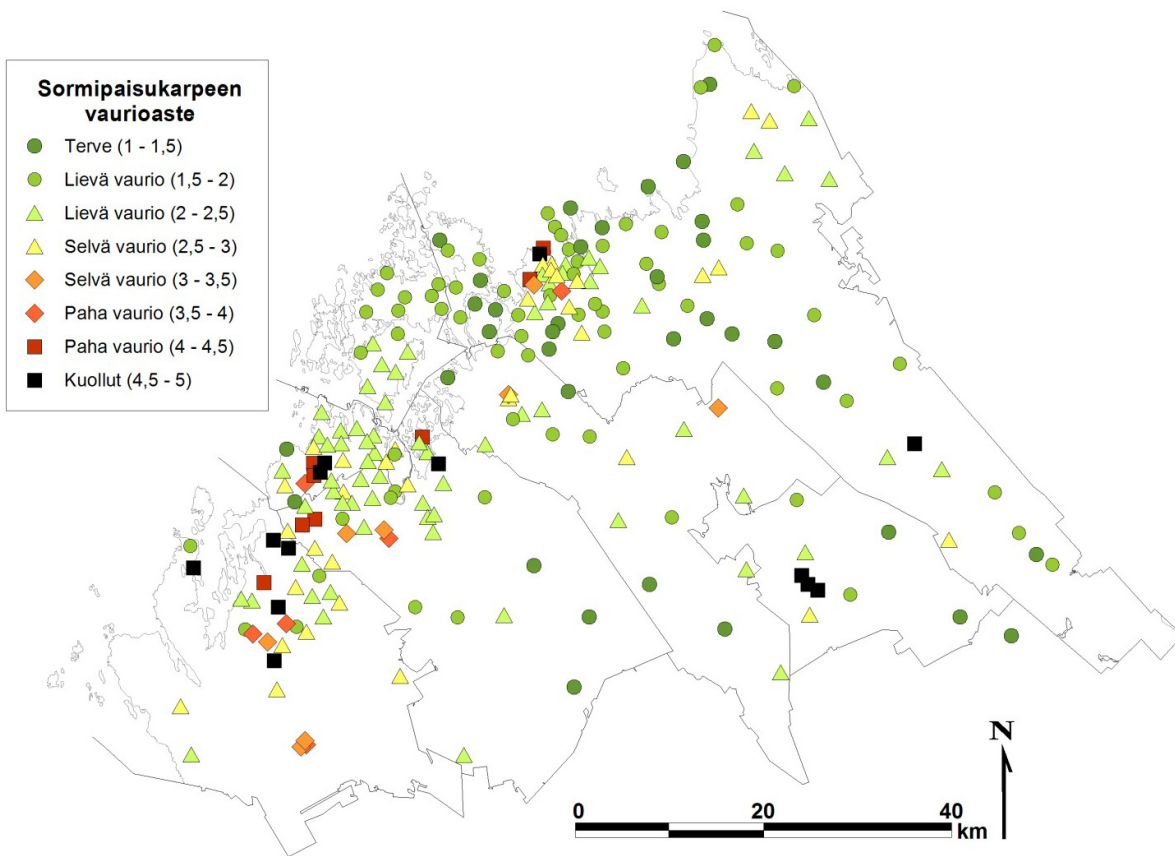 Sormipaisukarpeen
vaurioaste
Terve (1 - 1,5)
Lievä vaurio (1,5 - 2)
Lievä vaurio (2 - 2,5)
Selvä vaurio (2,5 - 3)
Selvä vaurio (3 - 3,5)
Paha vaurio (3,5 - 4)
Paha vaurio (4 - 4,5)
Kuollut (4,5 - 5)
N
0 20 40
km